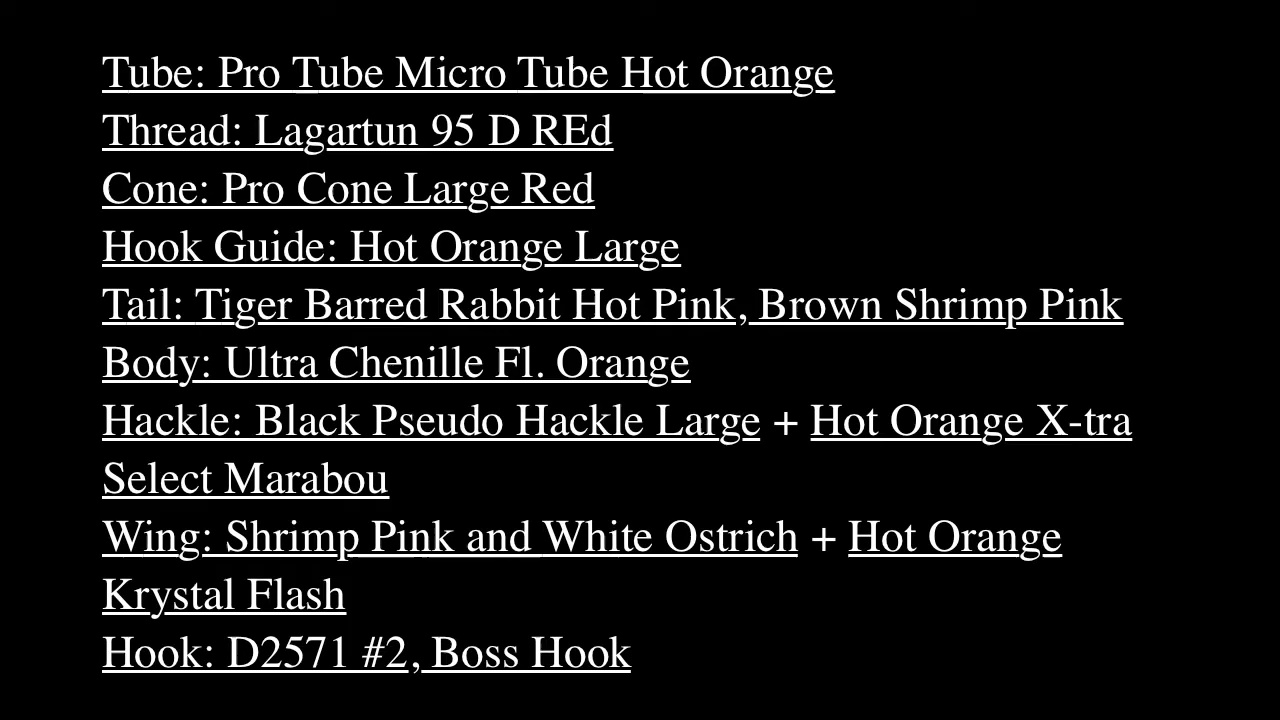 Tube: Pro Tube Micro Tube Hot Orange
Thread: Lagartun 95 D REd
Cone: Pro Cone Large Red
Hook Guide: Hot Orange Large
Tail: Tiger Barred Rabbit Hot Pink, Brown Shrimp Pink
Body: Ultra Chenille Fl. Orange
Hackle: Black Pseudo Hackle Large + Hot Orange X-tra
Select Marabou
Wing: Shrimp Pink and White Ostrich + Hot Orange
Krystal Flash
Hook: D2571 #2, Boss Hook